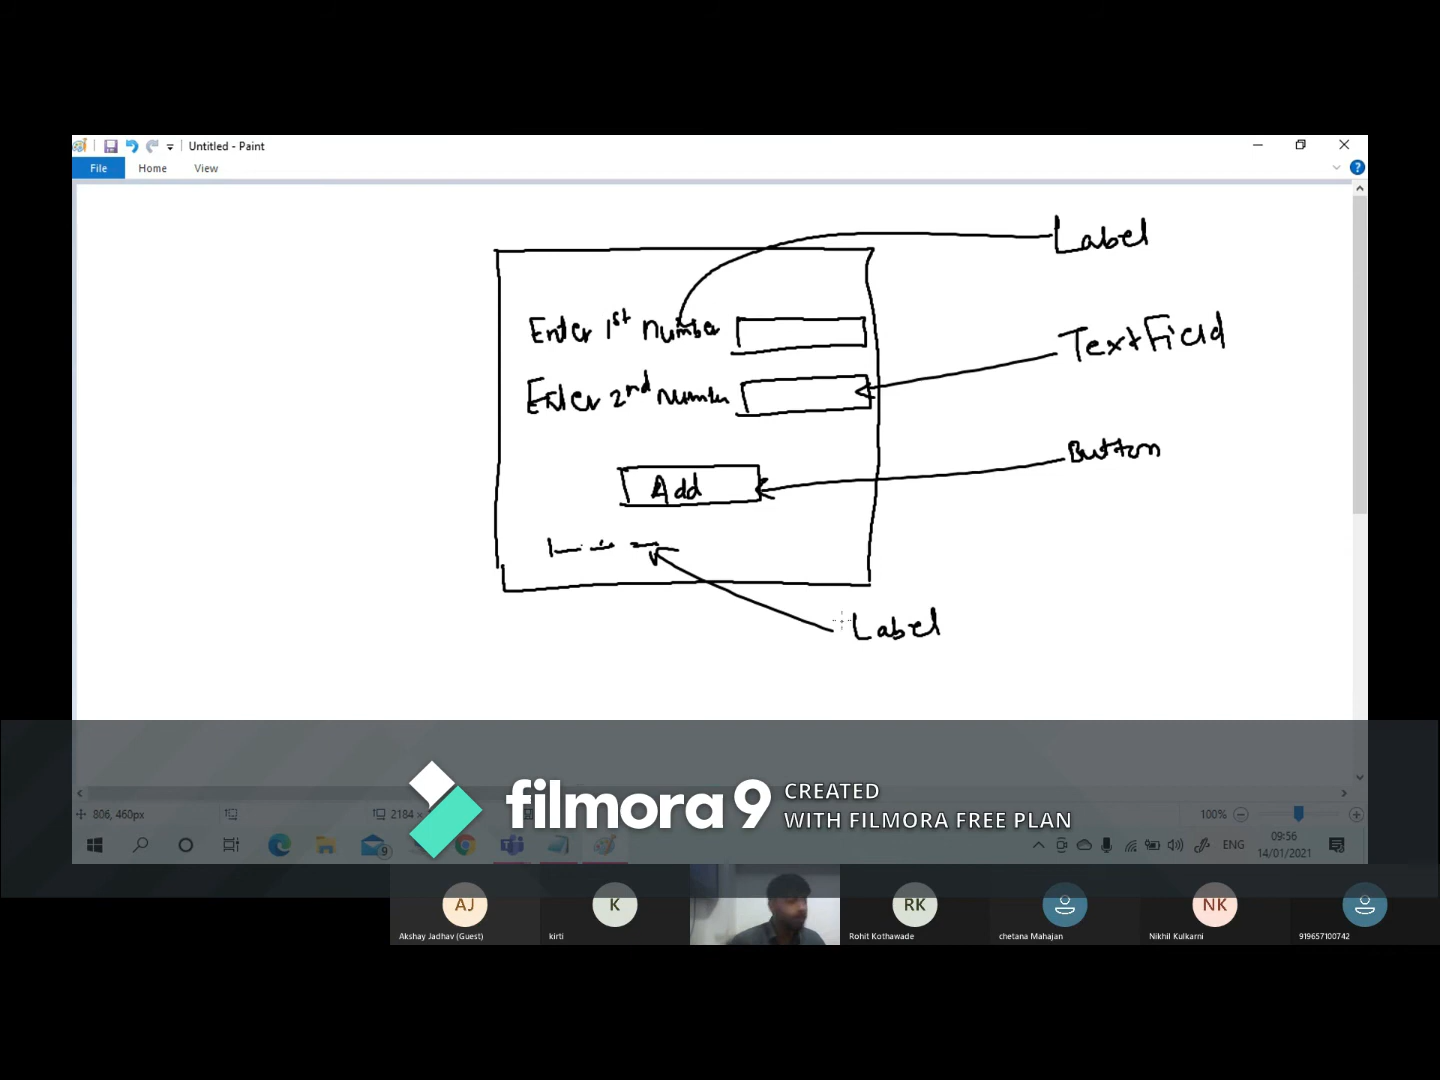 Untitled - Paint
File Home View
Label
Enter 1st Number
TextField
Enter 2nd Number
Button
Add
Label
806, 460px
2184 ×
100%
filmora 9 CREATED
WITH FILMORA FREE PLAN
9
ENG
09:56
14/01/2021
AJ
K
RK
NK
Akshay Jadhav (Guest)
kirti
Rohit Kothawade
chetana Mahajan
Nikhil Kulkarni
919657100742